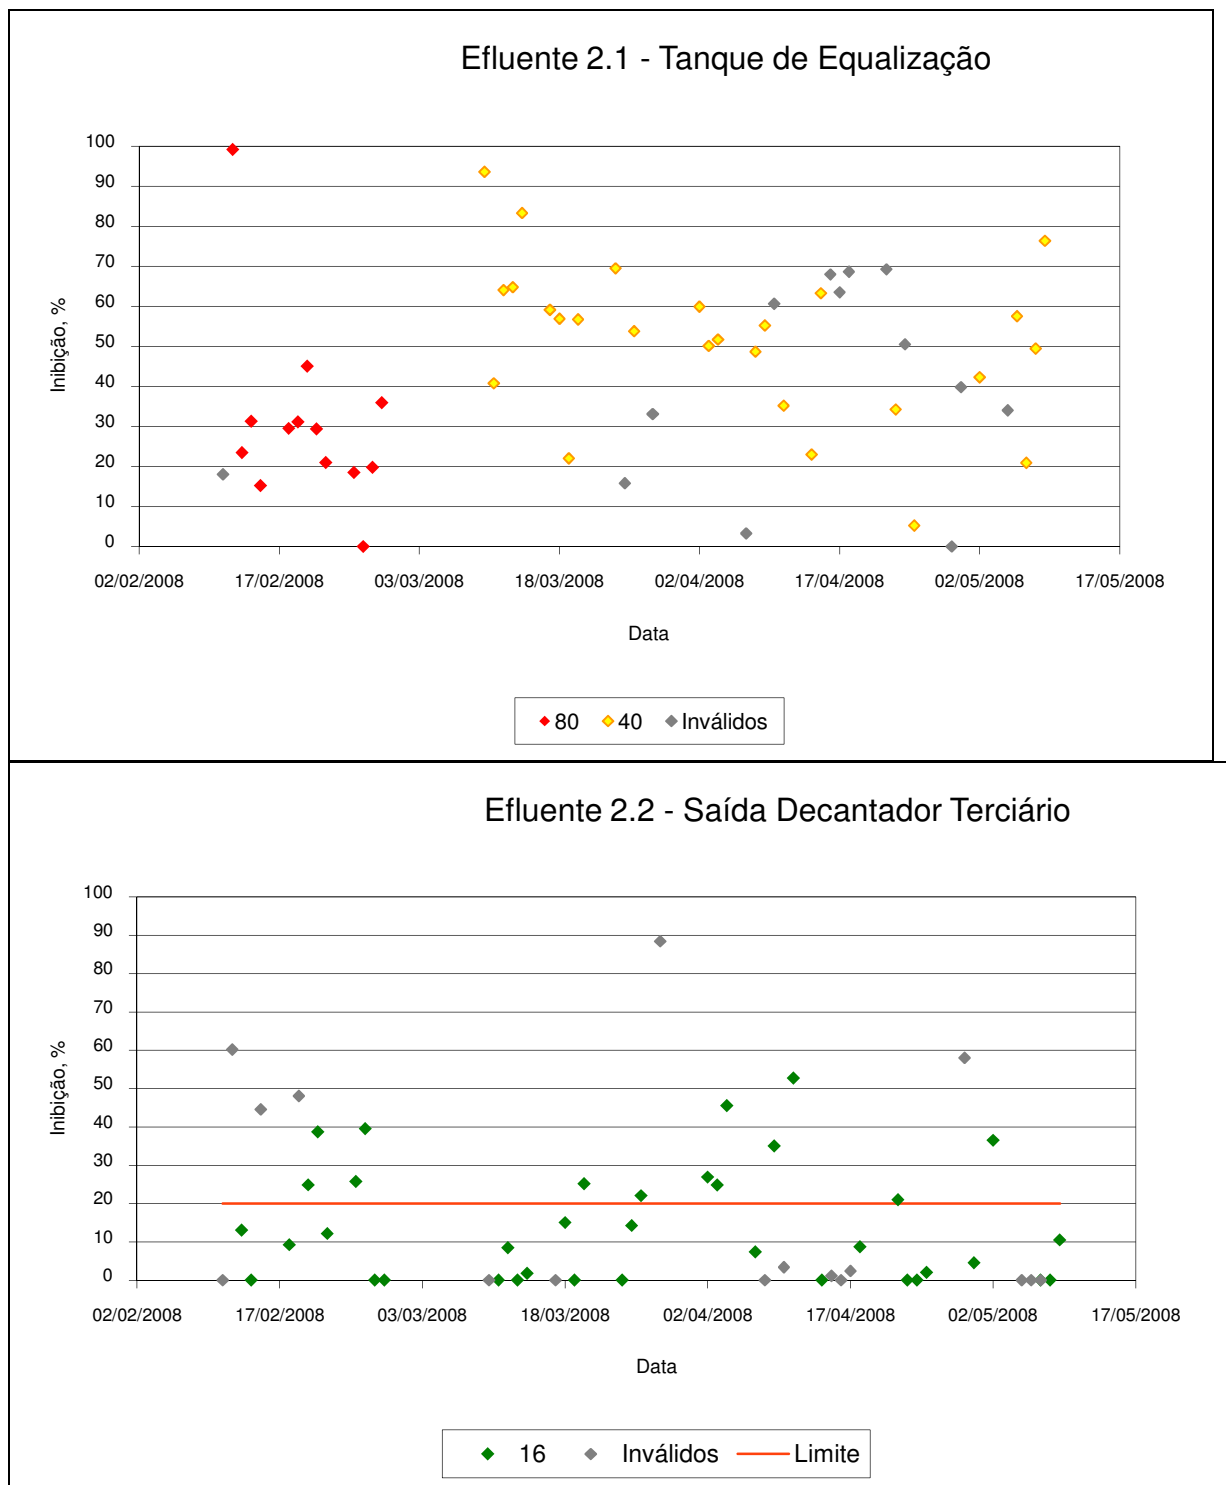 Efluente 2.1 - Tanque de Equalização
100
90
80
70
60
50
40
30
20
10
0
Inibição, %
02/02/2008 17/02/2008 03/03/2008 18/03/2008 02/04/2008 17/04/2008 02/05/2008 17/05/2008
Data
80 40 Inválidos
Efluente 2.2 - Saída Decantador Terciário
100
90
80
70
60
50
40
30
20
10
0
Inibição, %
02/02/2008 17/02/2008 03/03/2008 18/03/2008 02/04/2008 17/04/2008 02/05/2008 17/05/2008
Data
16 Inválidos Limite